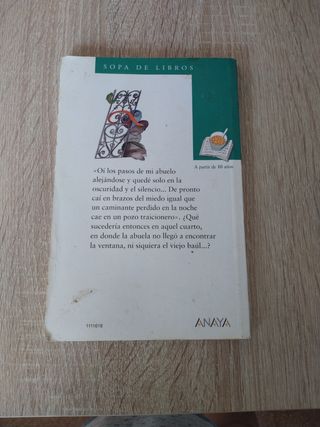 SOPA DE LIBROS
A partir de 10 años
«Oí los pasos de mi abuelo
alejándose y quedé solo en la
oscuridad y el silencio... De pronto
caí en brazos del miedo igual que
un caminante perdido en la noche
cae en un pozo traicionero». ¿Qué
sucedería entonces en aquel cuarto,
en donde la abuela no llegó a encontrar
la ventana, ni siquiera el viejo baúl...?
1111018
ANAYA